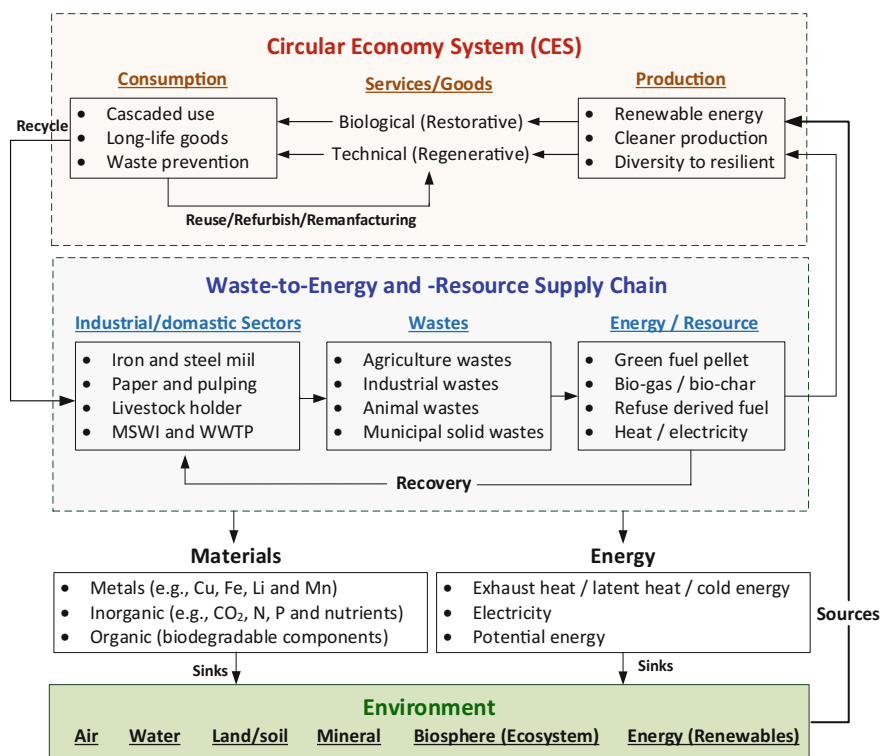 Circular Economy System (CES)
Consumption
Services/Goods
Production
Recycle
• Cascaded use
• Long-life goods
• Waste prevention
Biological (Restorative)
Technical (Regenerative)
• Renewable energy
• Cleaner production
• Diversity to resilient
Reuse/Refurbish/Remanfacturing
Waste-to-Energy and -Resource Supply Chain
Industrial/domastic Sectors
Wastes
Energy / Resource
• Iron and steel miil
• Paper and pulping
• Livestock holder
• MSWI and WWTP
• Agriculture wastes
• Industrial wastes
• Animal wastes
• Municipal solid wastes
• Green fuel pellet
• Bio-gas / bio-char
• Refuse derived fuel
• Heat / electricity
Recovery
Materials
Energy
• Metals (e.g., Cu, Fe, Li and Mn)
• Inorganic (e.g., CO₂, N, P and nutrients)
• Organic (biodegradable components)
• Exhaust heat / latent heat / cold energy
• Electricity
• Potential energy
Sources
Sinks
Sinks
Environment
Air Water Land/soil Mineral Biosphere (Ecosystem) Energy (Renewables)